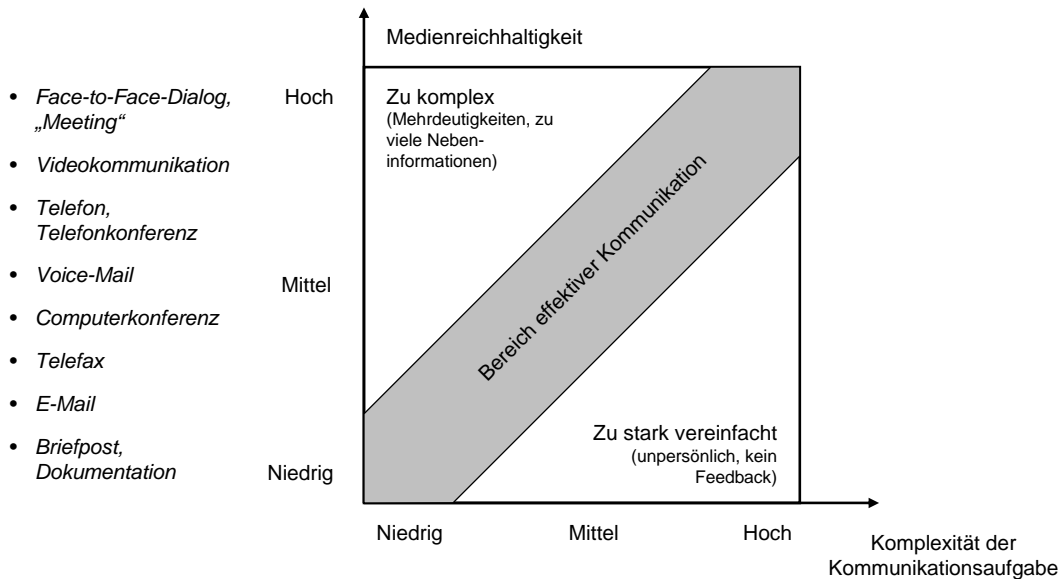 Medienreichhaltigkeit
• Face-to-Face-Dialog,
„Meeting“
• Videokommunikation
• Telefon,
Telefonkonferenz
• Voice-Mail
• Computerkonferenz
• Telefax
• E-Mail
• Briefpost,
Dokumentation
Hoch
Mittel
Niedrig
Zu komplex
(Mehrdeutigkeiten, zu
viele Neben-
informationen)
Bereich effektiver Kommunikation
Zu stark vereinfacht
(unpersönlich, kein
Feedback)
Niedrig
Mittel
Hoch
Komplexität der
Kommunikationsaufgabe